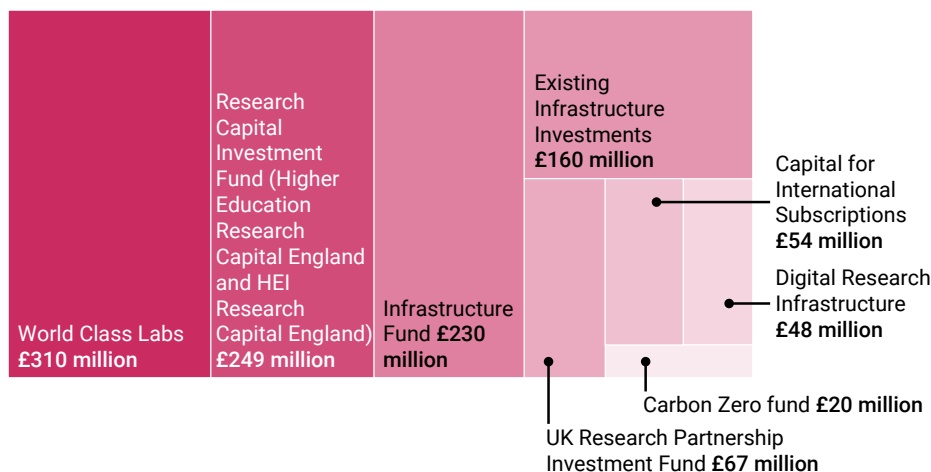 World Class Labs
£310 million
Research
Capital
Investment
Fund (Higher
Education
Research
Capital England
and HEI
Research
Capital England)
£249 million
Infrastructure
Fund £230
million
Existing
Infrastructure
Investments
£160 million
Capital for
International
Subscriptions
£54 million
Digital Research
Infrastructure
£48 million
Carbon Zero fund £20 million
UK Research Partnership
Investment Fund £67 million